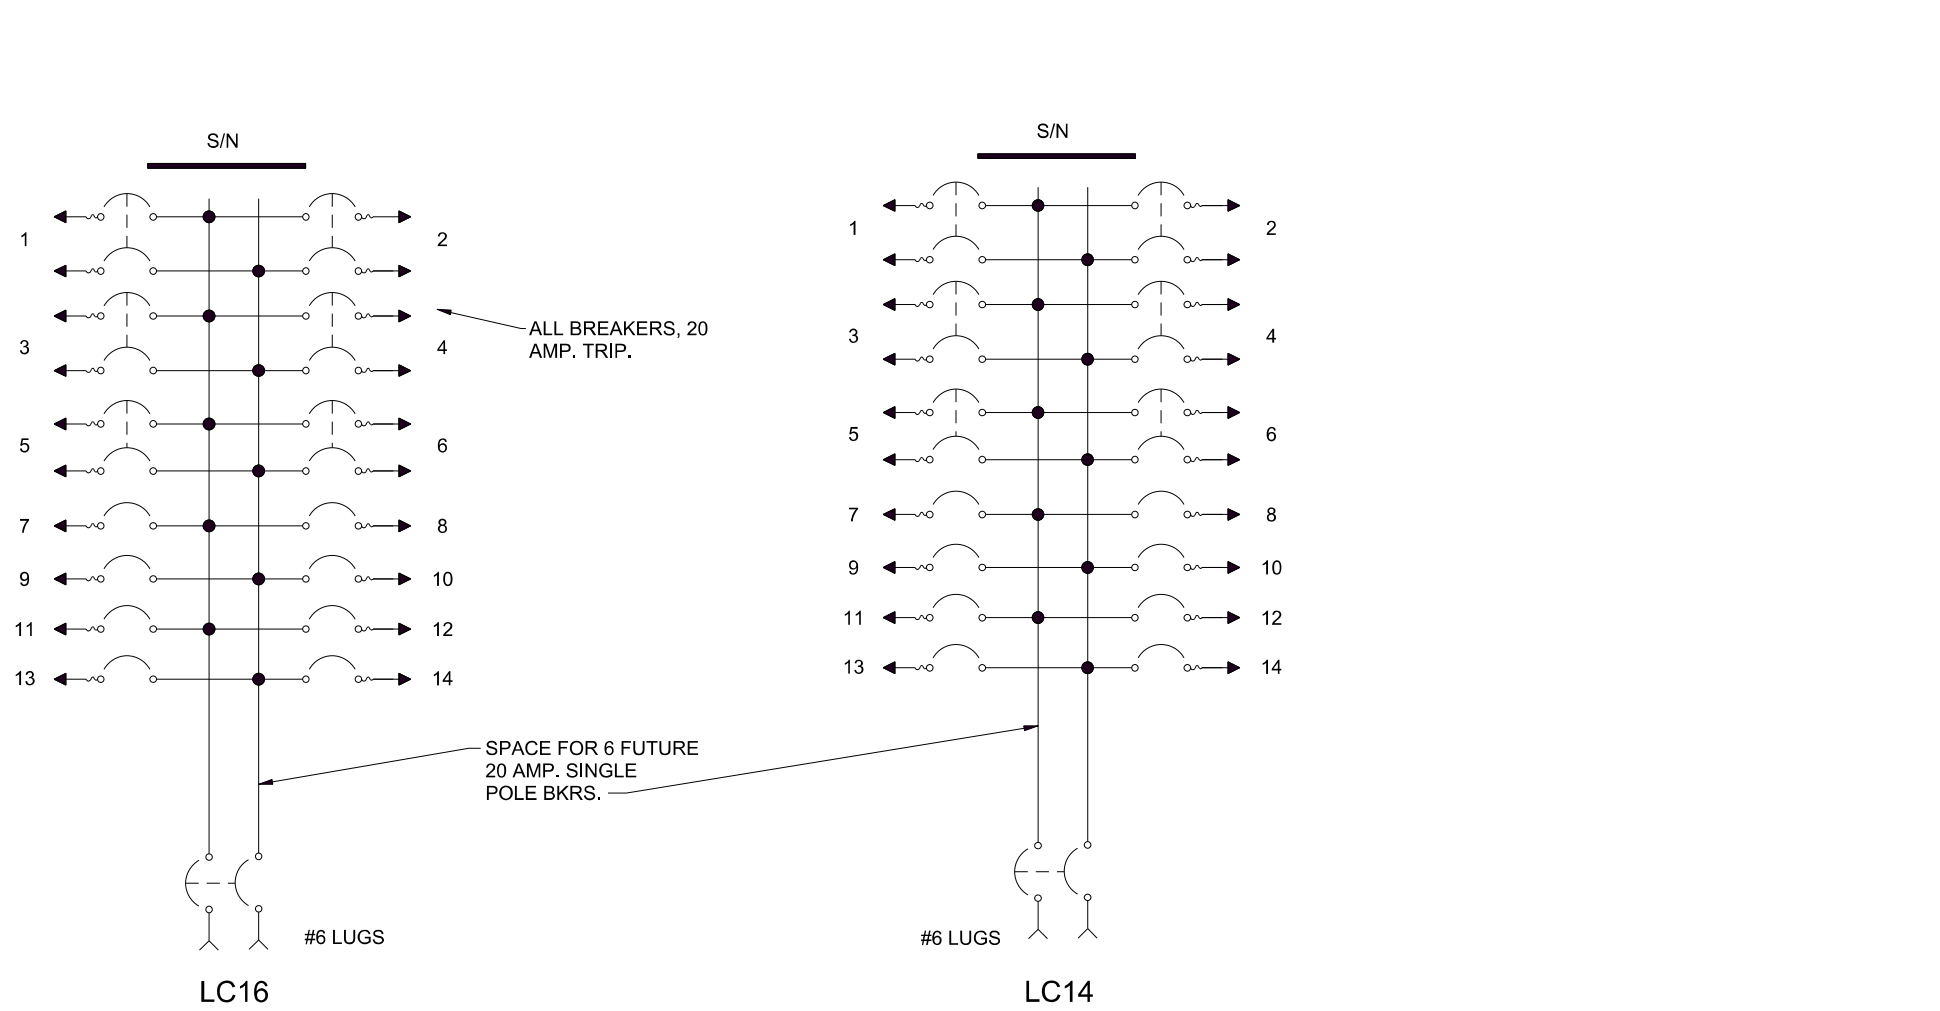 S/N
1
2
3
4
5
6
7
8
9
10
11
12
13
14
ALL BREAKERS, 20
AMP. TRIP.
SPACE FOR 6 FUTURE
20 AMP. SINGLE
POLE BKRS.
#6 LUGS
LC16
S/N
1
2
3
4
5
6
7
8
9
10
11
12
13
14
#6 LUGS
LC14